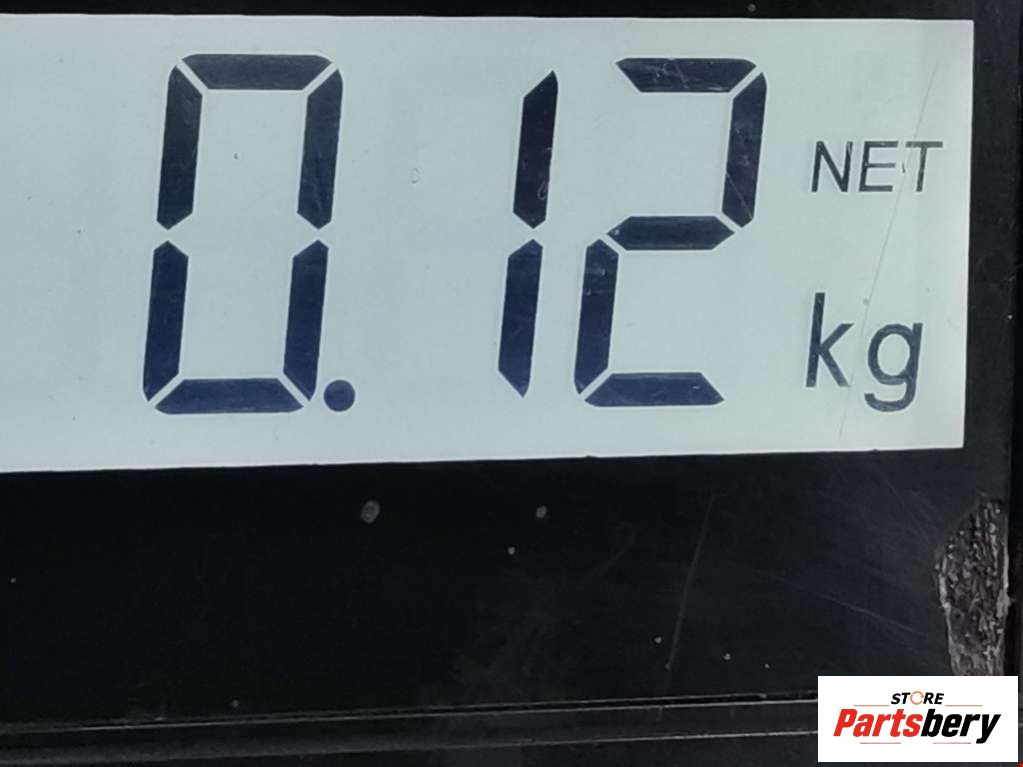 0.12 NET
kg
STORE
Partsbery